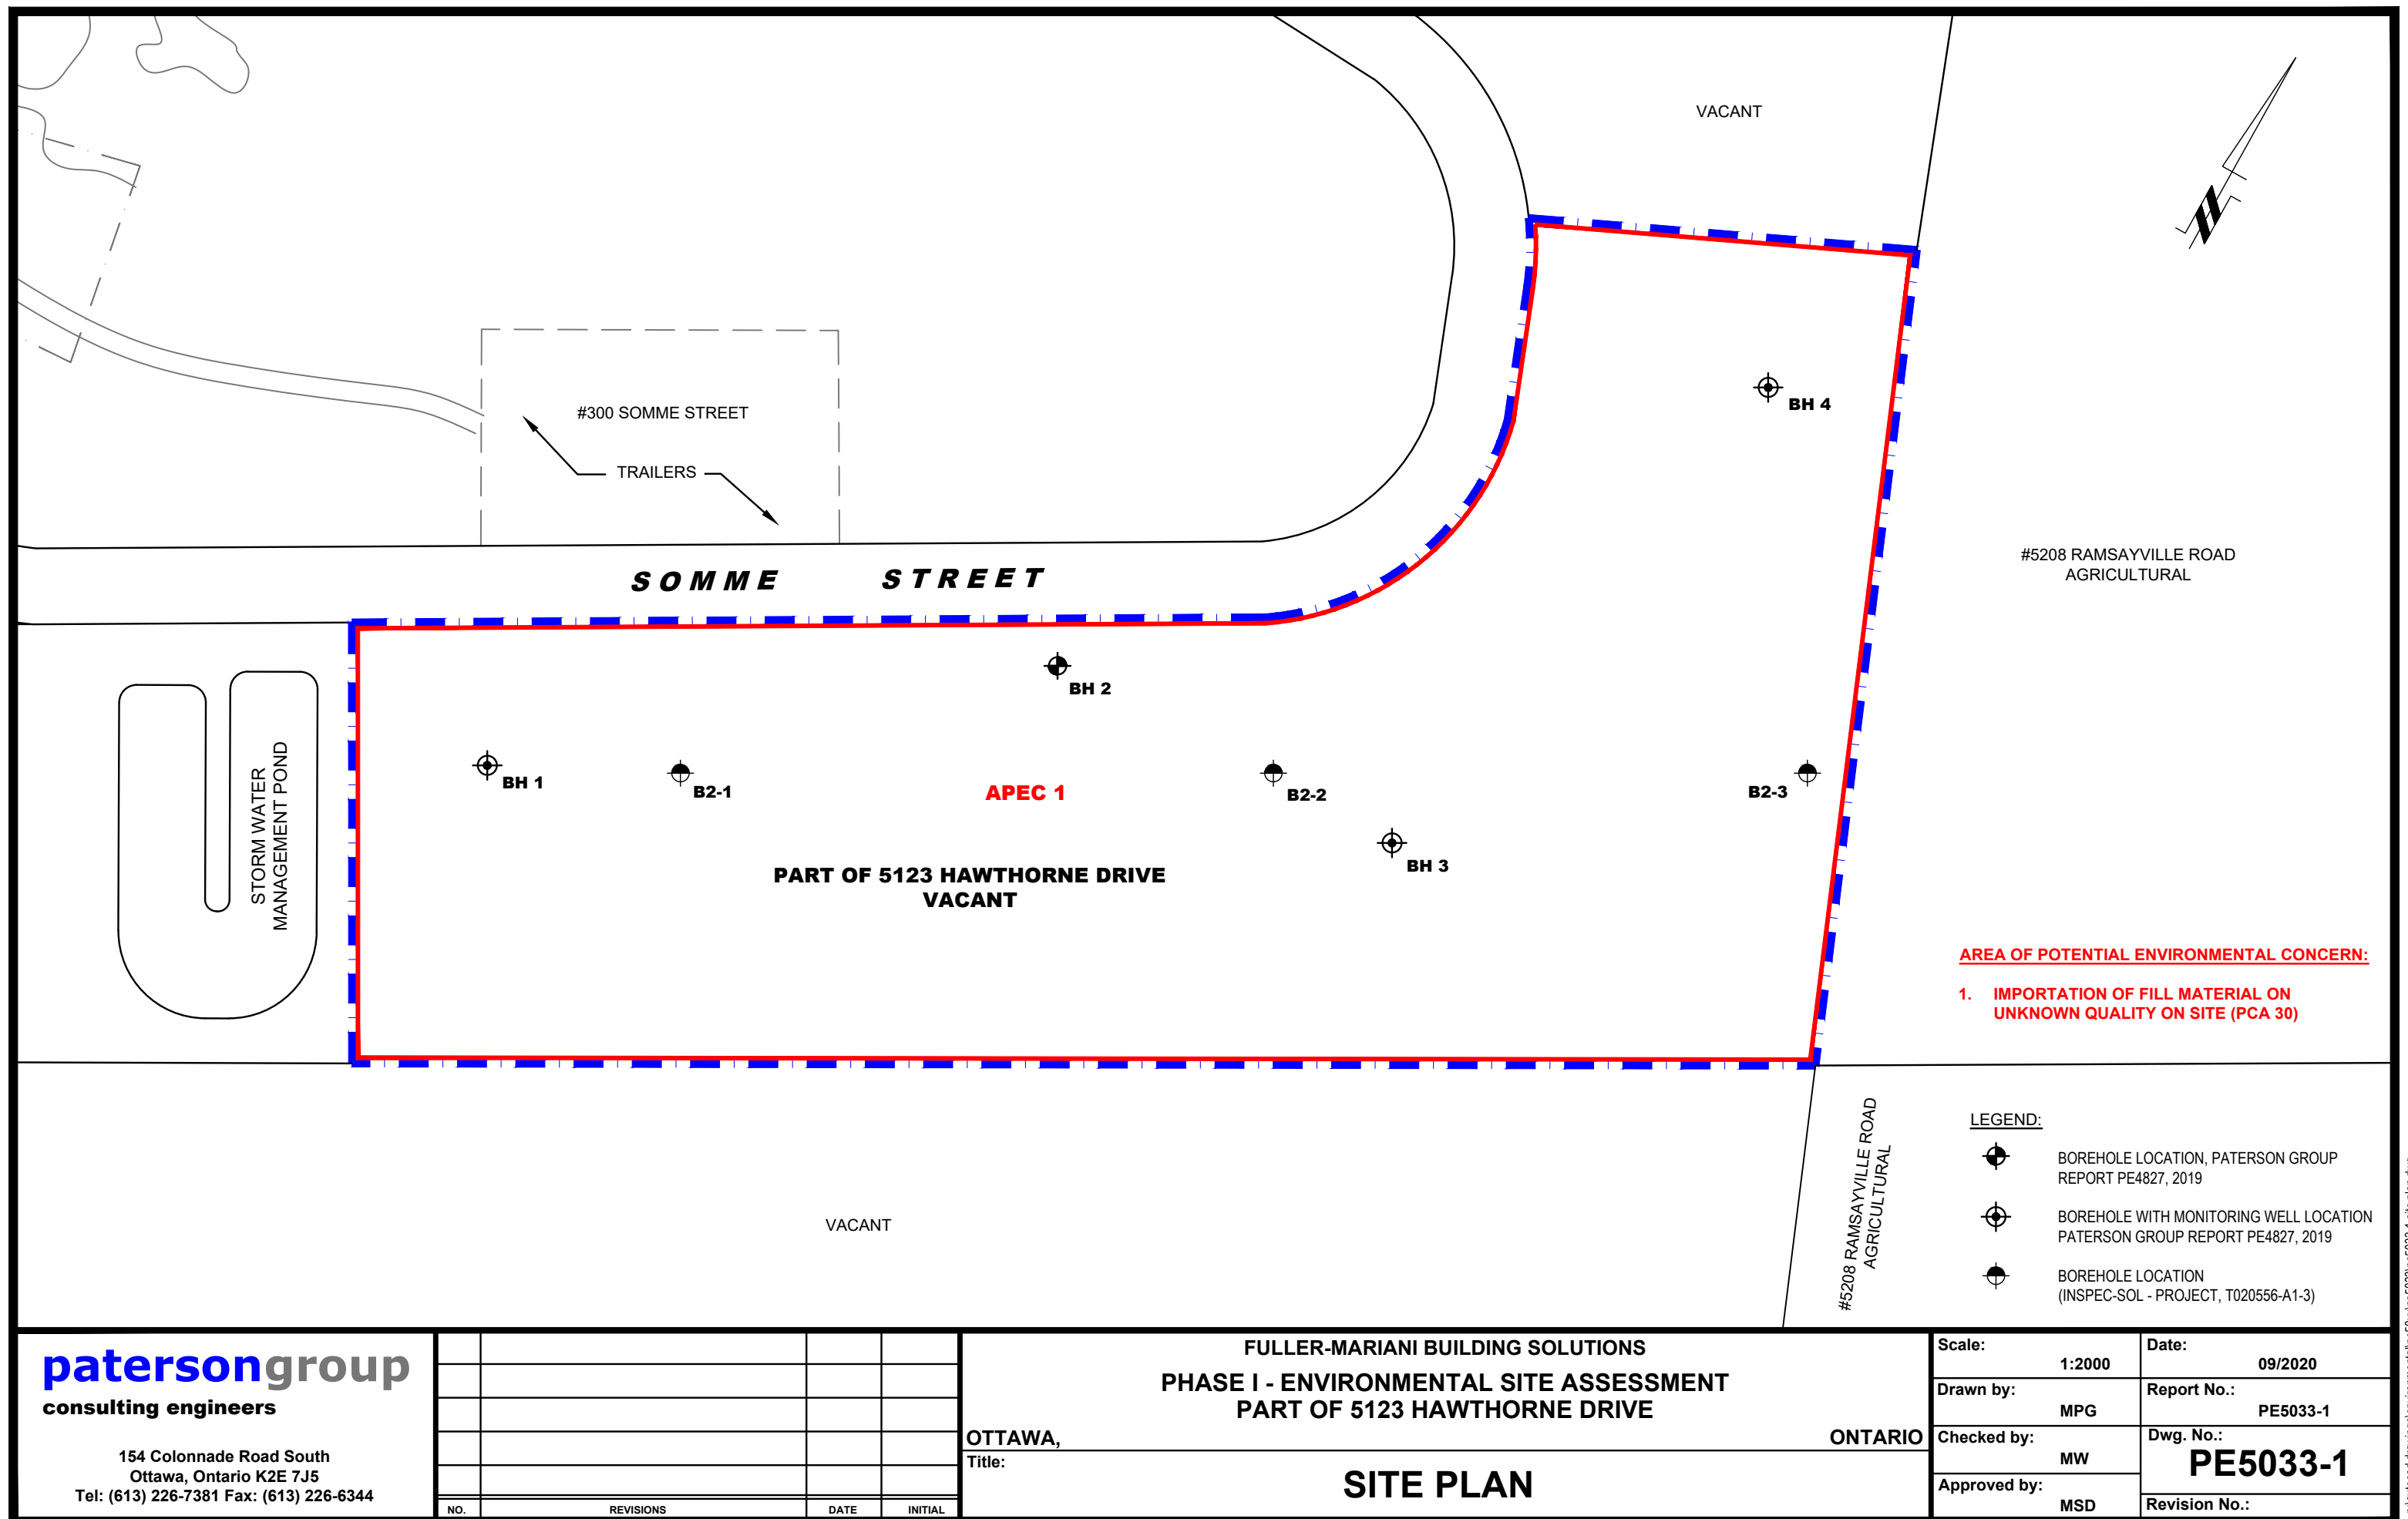 VACANT
BH 4
#300 SOMME STREET
TRAILERS
#5208 RAMSAYVILLE ROAD
AGRICULTURAL
SOMME STREET
BH 2
STORM WATER
MANAGEMENT POND
BH 1
B2-1
APEC 1
B2-2
B2-3
BH 3
PART OF 5123 HAWTHORNE DRIVE
VACANT
AREA OF POTENTIAL ENVIRONMENTAL CONCERN:
1. IMPORTATION OF FILL MATERIAL ON
UNKNOWN QUALITY ON SITE (PCA 30)
VACANT
#5208 RAMSAYVILLE ROAD
AGRICULTURAL
LEGEND:
BOREHOLE LOCATION, PATERSON GROUP
REPORT PE4827, 2019
BOREHOLE WITH MONITORING WELL LOCATION
PATERSON GROUP REPORT PE4827, 2019
BOREHOLE LOCATION
(INSPEC-SOL - PROJECT, T020556-A1-3)
patersongroup
consulting engineers
154 Colonnade Road South
Ottawa, Ontario K2E 7J5
Tel: (613) 226-7381 Fax: (613) 226-6344
NO. REVISIONS DATE INITIAL
FULLER-MARIANI BUILDING SOLUTIONS
PHASE I - ENVIRONMENTAL SITE ASSESSMENT
PART OF 5123 HAWTHORNE DRIVE
OTTAWA, ONTARIO
Title:
SITE PLAN
Scale:
1:2000
Date:
09/2020
Drawn by:
MPG
Report No.:
PE5033-1
Checked by:
MW
Dwg. No.:
PE5033-1
Approved by:
MSD
Revision No.: